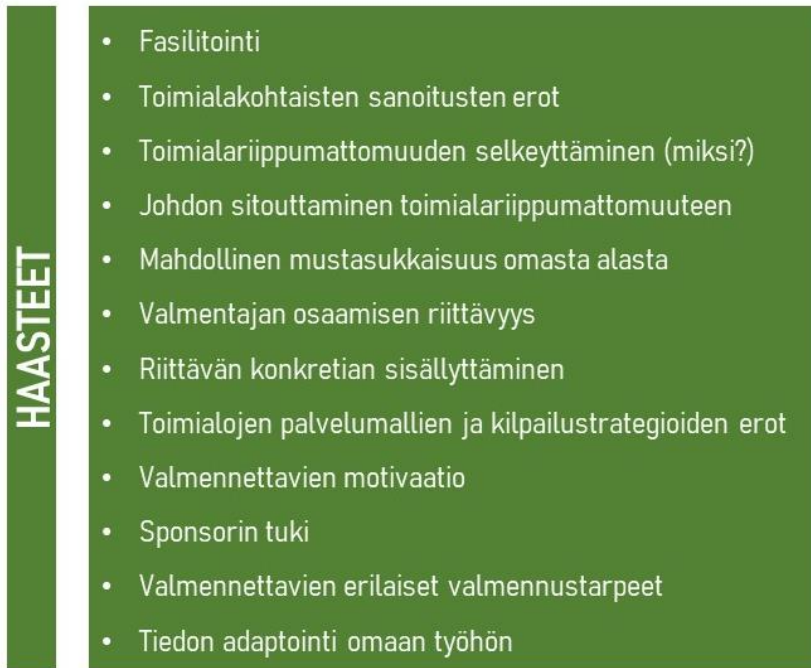 HAASTEET
• Fasilitointi
• Toimialakohtaisten sanoitusten erot
• Toimialariippumattomuuden selkeyttäminen (miksi?)
• Johdon sitouttaminen toimialariippumattomuuteen
• Mahdollinen mustasukkaisuus omasta alasta
• Valmentajan osaamisen riittävyys
• Riittävän konkretian sisällyttäminen
• Toimialojen palvelumallien ja kilpailustrategioiden erot
• Valmennettavien motivaatio
• Sponsorin tuki
• Valmennettavien erilaiset valmennustarpeet
• Tiedon adaptointi omaan työhön